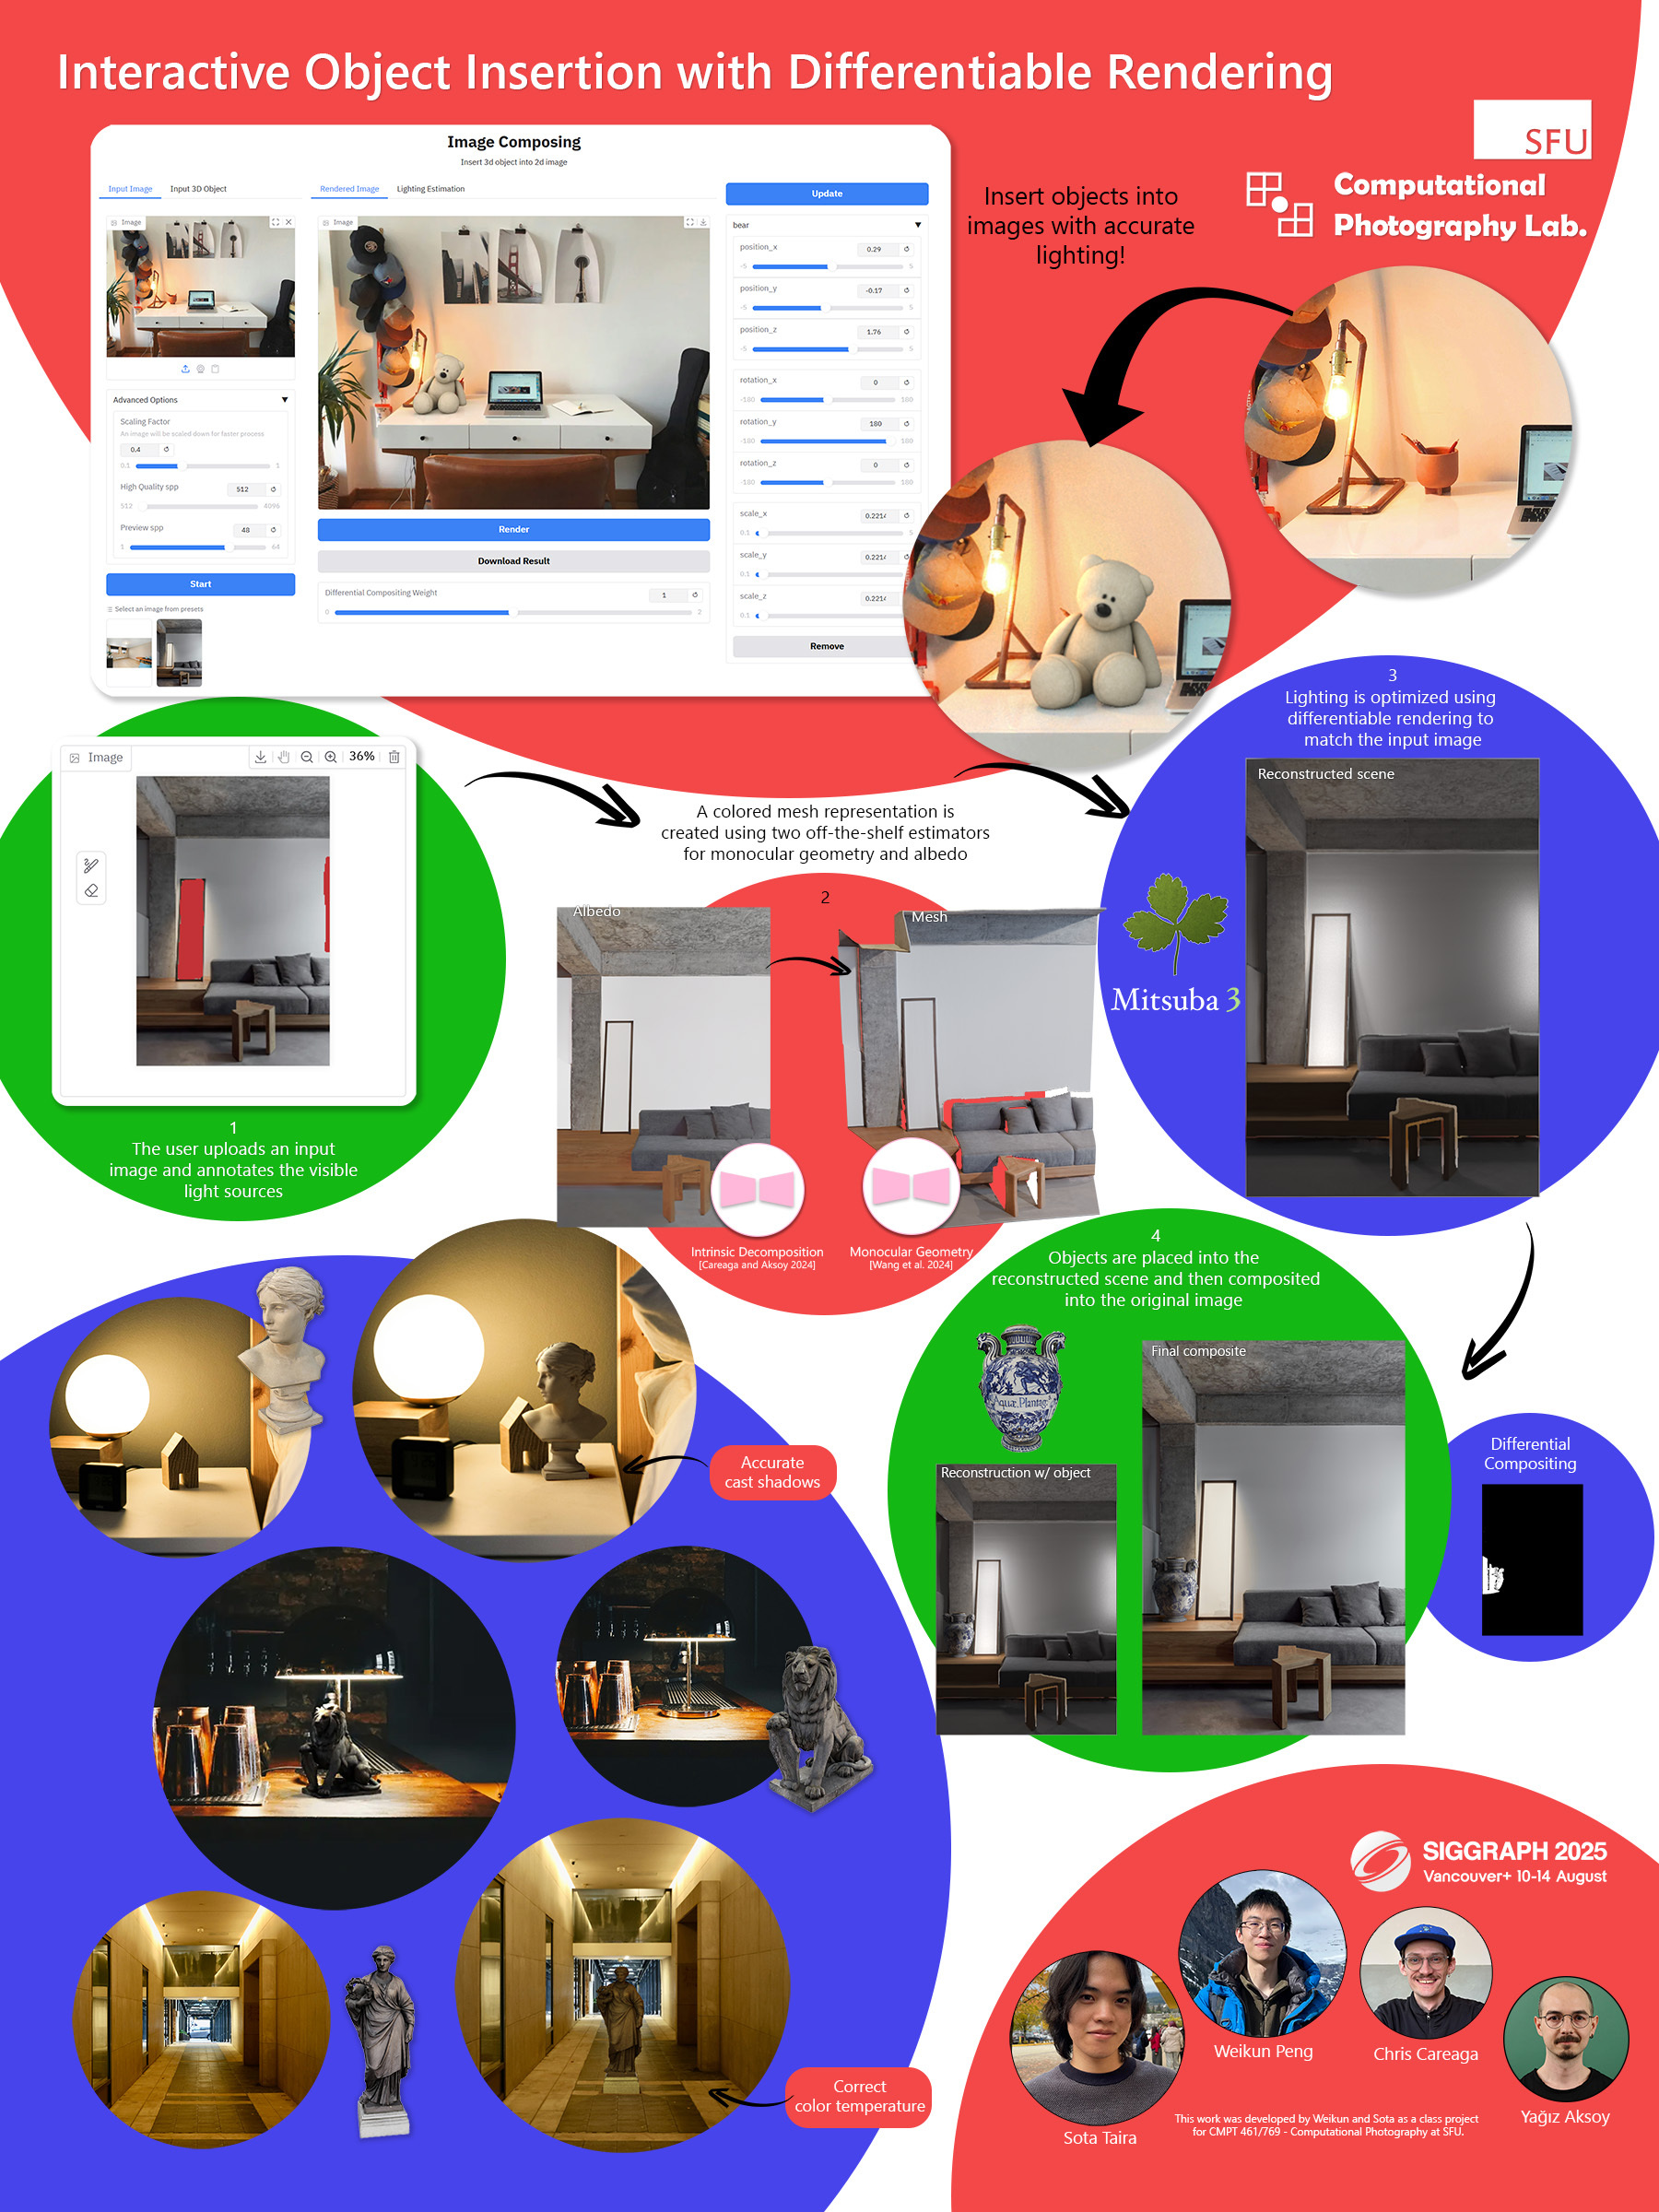 Interactive Object Insertion with Differentiable Rendering
SFU
Computational
Photography Lab.
Image Composing
Insert 3d object into 2d image
Input Image
Input 3D Object
Image
Advanced Options
Scaling Factor
An image will be scaled down for faster process
0.4
0.1
1
High Quality spp
512
512
4096
Preview spp
48
1
64
Start
Select an image from presets
Rendered Image
Lighting Estimation
Image
Render
Download Result
Differential Compositing Weight
1
0
2
Update
bear
position_x
0.29
-5
5
position_y
-0.17
-5
5
position_z
1.76
-5
5
rotation_x
0
-180
180
rotation_y
180
-180
180
rotation_z
0
-180
180
scale_x
0.221
0.1
5
scale_y
0.221
0.1
scale_z
0.221
0.1
Remove
Insert objects into
images with accurate
lighting!
Image
36%
1
The user uploads an input
image and annotates the visible
light sources
A colored mesh representation is
created using two off-the-shelf estimators
for monocular geometry and albedo
2
Albedo
Mesh
Intrinsic Decomposition
[Careaga and Aksoy 2024]
Monocular Geometry
[Wang et al. 2024]
3
Lighting is optimized using
differentiable rendering to
match the input image
Reconstructed scene
Mitsuba 3
4
Objects are placed into the
reconstructed scene and then composited
into the original image
Aquæ.Plantag
Reconstruction w/ object
Final composite
Differential
Compositing
Accurate
cast shadows
Correct
color temperature
SIGGRAPH 2025
Vancouver+ 10-14 August
Sota Taira
Weikun Peng
Chris Careaga
Yağız Aksoy
This work was developed by Weikun and Sota as a class project
for CMPT 461/769 - Computational Photography at SFU.